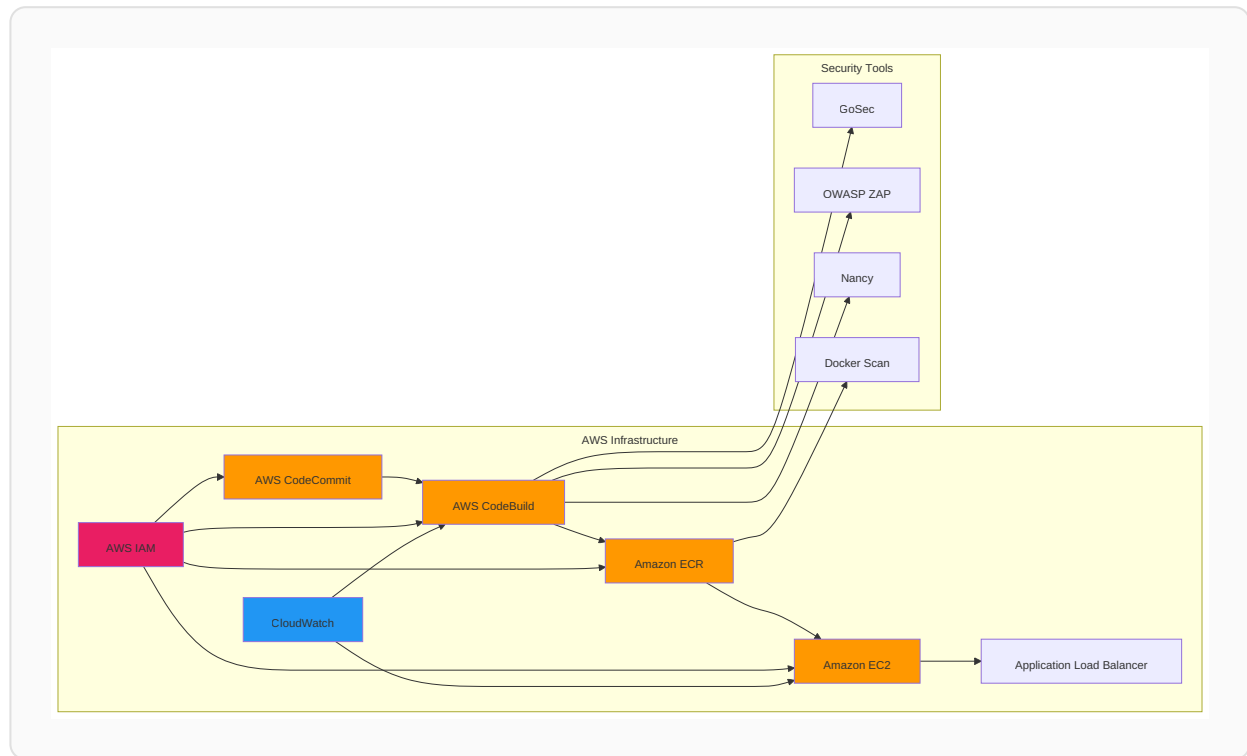 Security Tools
GoSec
OWASP ZAP
Nancy
Docker Scan
AWS Infrastructure
AWS CodeCommit
AWS CodeBuild
AWS IAM
Amazon ECR
CloudWatch
Amazon EC2
Application Load Balancer